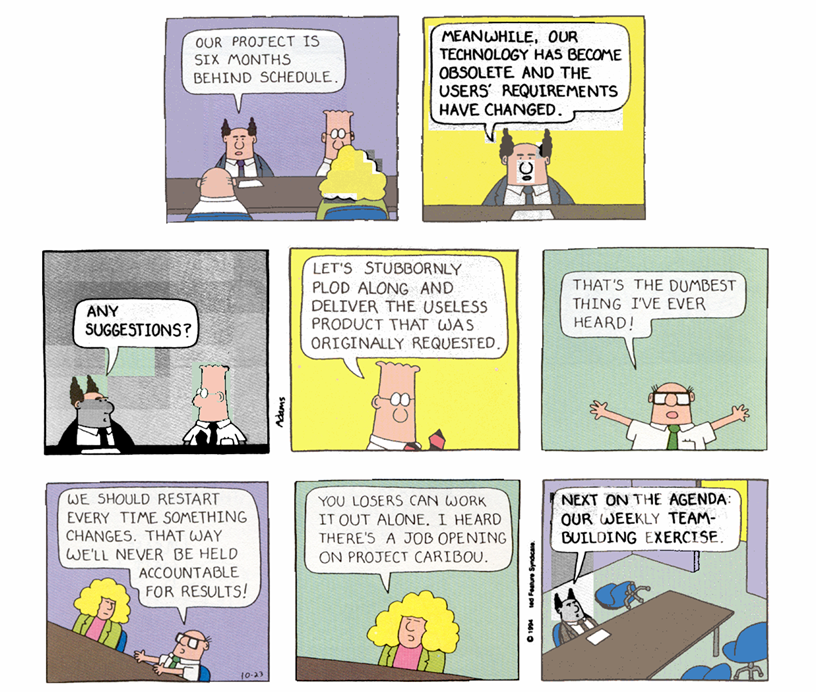 OUR PROJECT IS
SIX MONTHS
BEHIND SCHEDULE.
MEANWHILE, OUR
TECHNOLOGY HAS BECOME
OBSOLETE AND THE
USERS' REQUIREMENTS
HAVE CHANGED.
ANY
SUGGESTIONS?
Adams
LET'S STUBBORNLY
PLOD ALONG AND
DELIVER THE USELESS
PRODUCT THAT WAS
ORIGINALLY REQUESTED.
THAT'S THE DUMBEST
THING I'VE EVER
HEARD!
WE SHOULD RESTART
EVERY TIME SOMETHING
CHANGES. THAT WAY
WE'LL NEVER BE HELD
ACCOUNTABLE
FOR RESULTS!
10-23
YOU LOSERS CAN WORK
IT OUT ALONE. I HEARD
THERE'S A JOB OPENING
ON PROJECT CARIBOU.
© 1994 ted Feature Syndicate
NEXT ON THE AGENDA:
OUR WEEKLY TEAM-
BUILDING EXERCISE.